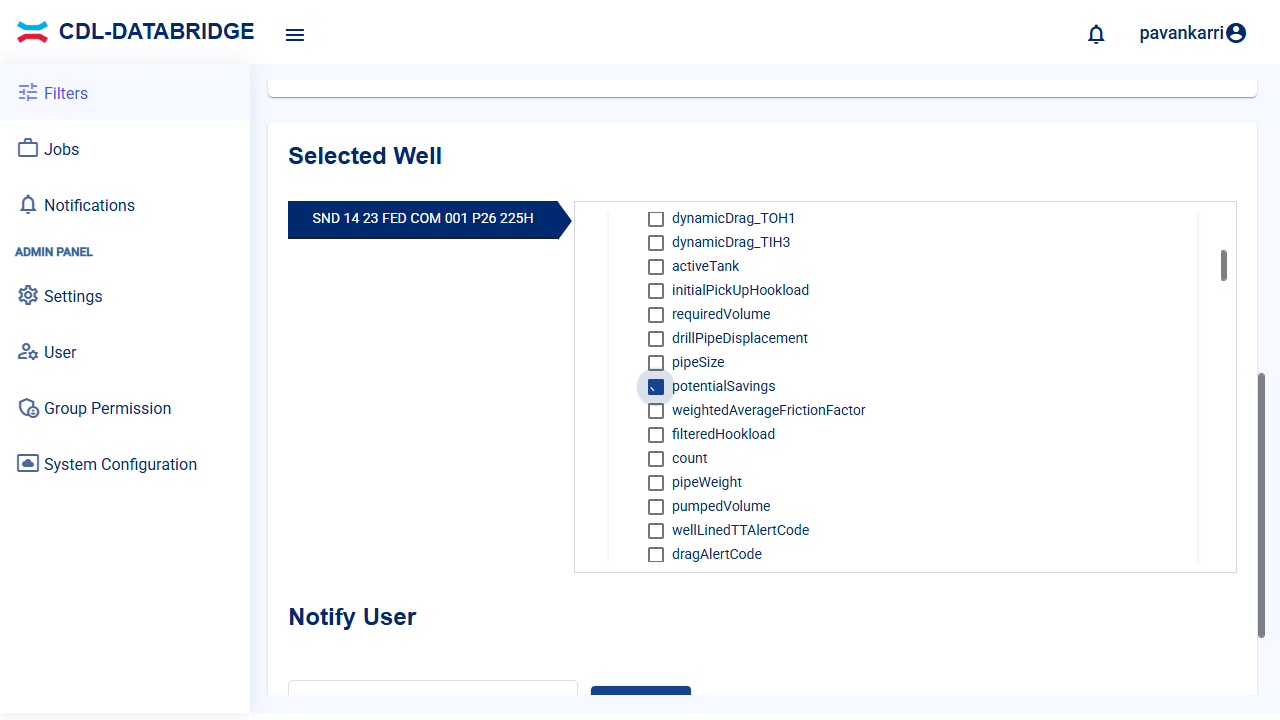 CDL-DATABRIDGE
pavankarri
Filters
Jobs
Notifications
ADMIN PANEL
Settings
User
Group Permission
System Configuration
Selected Well
SND 14 23 FED COM 001 P26 225H
dynamicDrag_TOH1
dynamicDrag_TIH3
activeTank
initialPickUpHookload
requiredVolume
drillPipeDisplacement
pipeSize
potentialSavings
weightedAverageFrictionFactor
filteredHookload
count
pipeWeight
pumpedVolume
wellLinedTTAlertCode
dragAlertCode
Notify User